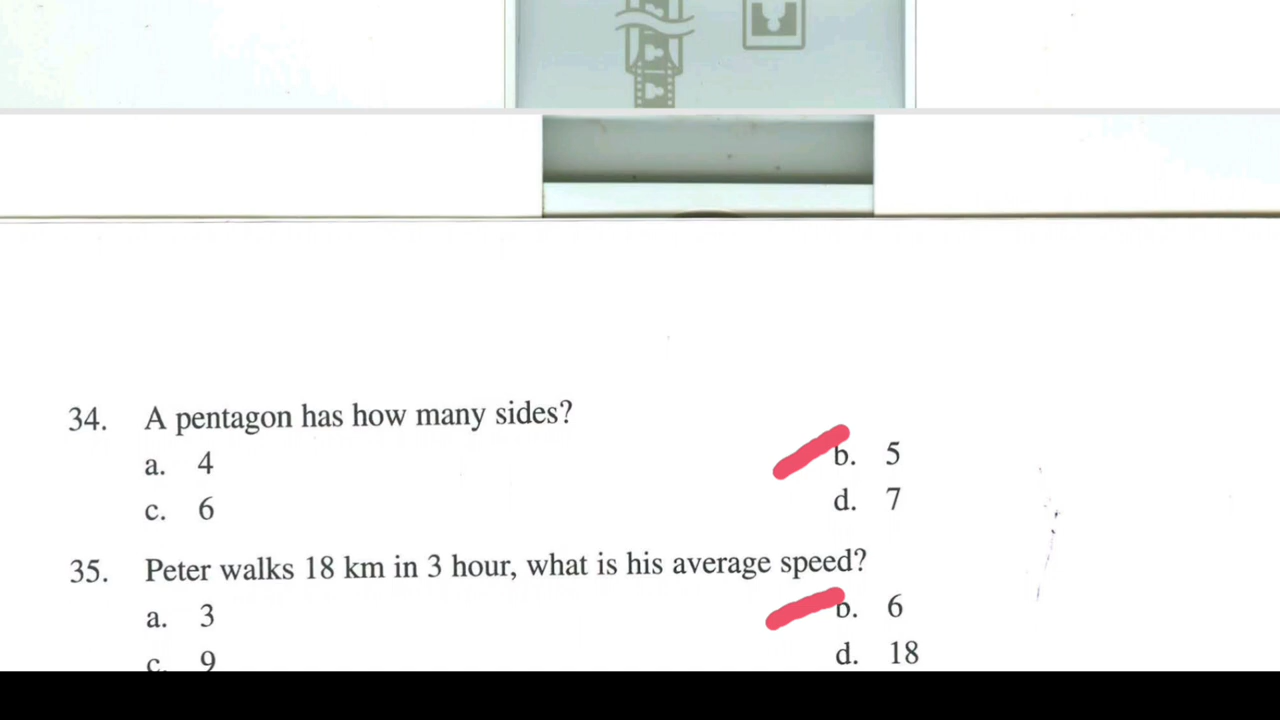 34. A pentagon has how many sides?
a. 4 b. 5
c. 6 d. 7
35. Peter walks 18 km in 3 hour, what is his average speed?
a. 3 b. 6
c. 9 d. 18